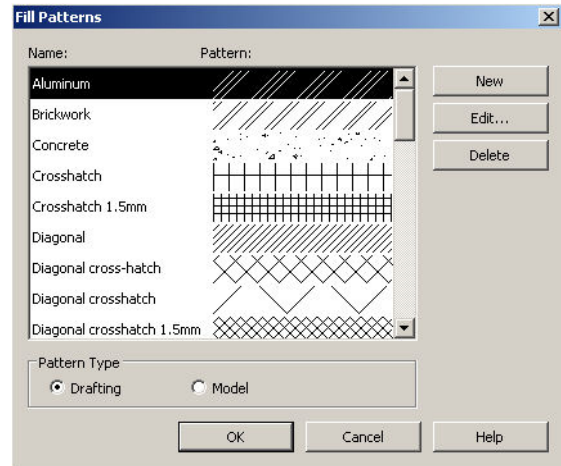 Fill Patterns
Name: Pattern:
Aluminum
Brickwork
Concrete
Crosshatch
Crosshatch 1.5mm
Diagonal
Diagonal cross-hatch
Diagonal crosshatch
Diagonal crosshatch 1.5mm
New
Edit...
Delete
Pattern Type
Drafting Model
OK Cancel Help